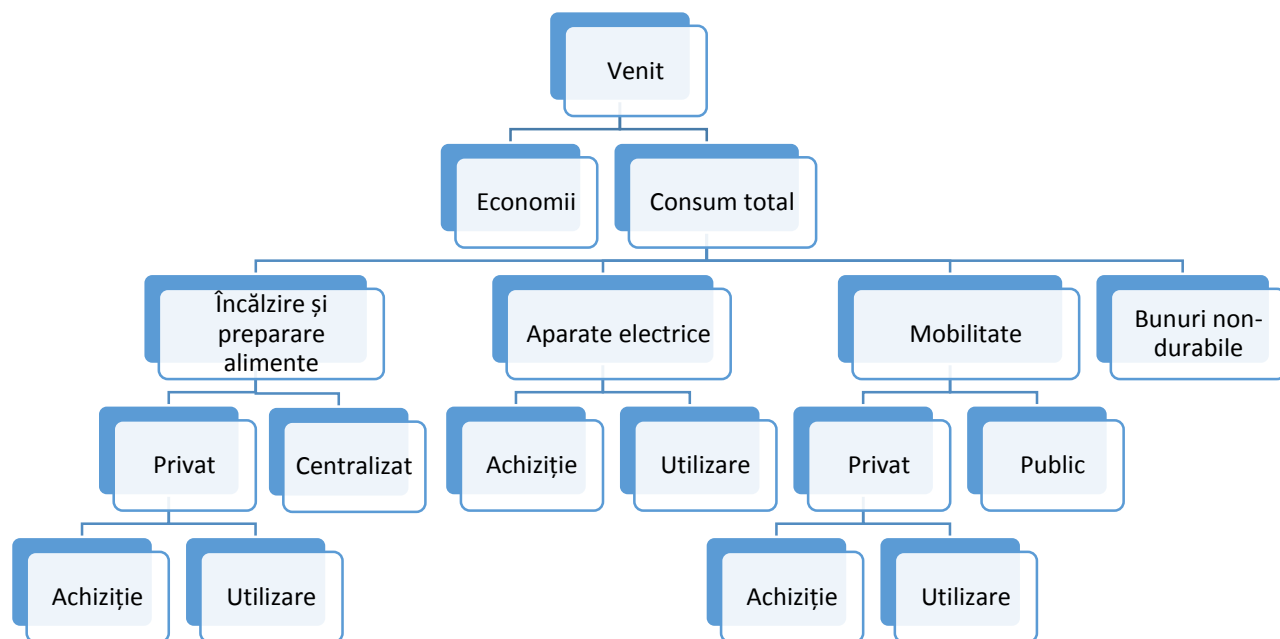 Venit
Economii
Consum total
Încălzire și
preparare
alimente
Aparate electrice
Mobilitate
Bunuri non-
durabile
Privat
Centralizat
Achiziție
Utilizare
Privat
Public
Achiziție
Utilizare
Achiziție
Utilizare